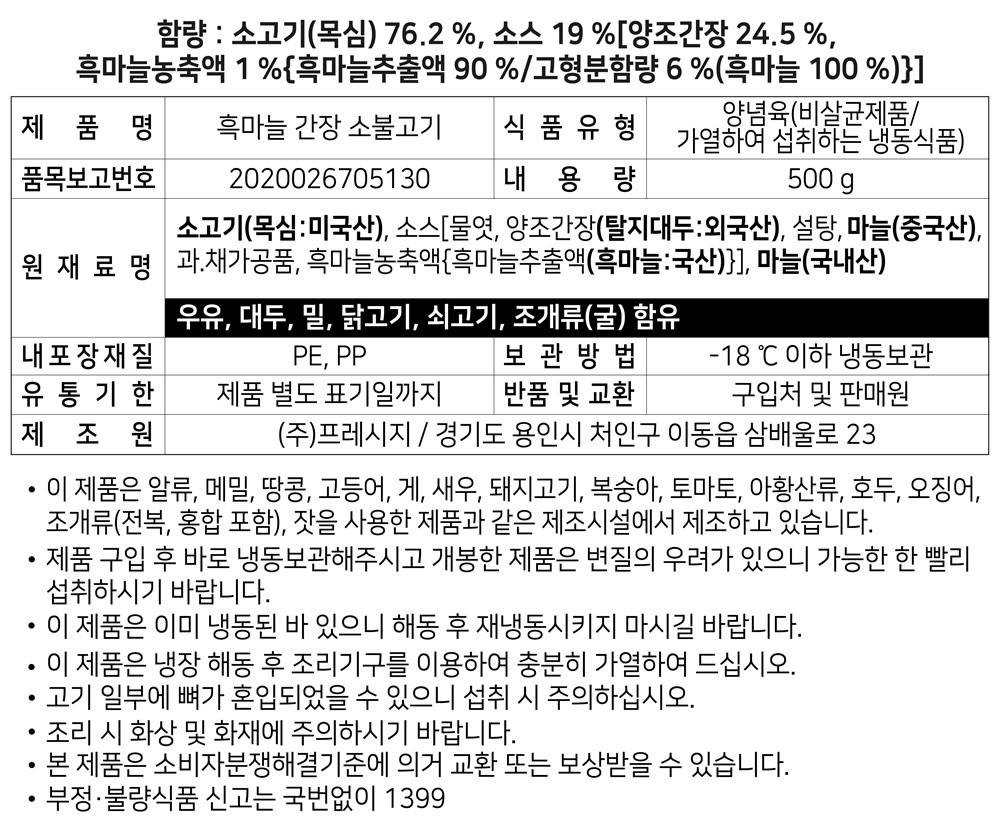 함량 : 소고기(목심) 76.2 %, 소스 19 %[양조간장 24.5 %,
흑마늘농축액 1 %{흑마늘추출액 90 %/고형분함량 6 %(흑마늘 100 %)}]
제 품 명 흑마늘 간장 소불고기 식 품 유 형 양념육(비살균제품/
가열하여 섭취하는 냉동식품)
품목보고번호 2020026705130 내 용 량 500 g
원 재 료 명 소고기(목심:미국산), 소스[물엿, 양조간장(탈지대두:외국산), 설탕, 마늘(중국산),
과.채가공품, 흑마늘농축액{흑마늘추출액(흑마늘:국산)}], 마늘(국내산)
우유, 대두, 밀, 닭고기, 쇠고기, 조개류(굴) 함유
내포장재질 PE, PP 보 관 방 법 -18 ℃ 이하 냉동보관
유 통 기 한 제품 별도 표기일까지 반품 및 교환 구입처 및 판매원
제 조 원 (주)프레시지 / 경기도 용인시 처인구 이동읍 삼배울로 23
• 이 제품은 알류, 메밀, 땅콩, 고등어, 게, 새우, 돼지고기, 복숭아, 토마토, 아황산류, 호두, 오징어,
조개류(전복, 홍합 포함), 잣을 사용한 제품과 같은 제조시설에서 제조하고 있습니다.
• 제품 구입 후 바로 냉동보관해주시고 개봉한 제품은 변질의 우려가 있으니 가능한 한 빨리
섭취하시기 바랍니다.
• 이 제품은 이미 냉동된 바 있으니 해동 후 재냉동시키지 마시길 바랍니다.
• 이 제품은 냉장 해동 후 조리기구를 이용하여 충분히 가열하여 드십시오.
• 고기 일부에 뼈가 혼입되었을 수 있으니 섭취 시 주의하십시오.
• 조리 시 화상 및 화재에 주의하시기 바랍니다.
• 본 제품은 소비자분쟁해결기준에 의거 교환 또는 보상받을 수 있습니다.
• 부정·불량식품 신고는 국번없이 1399